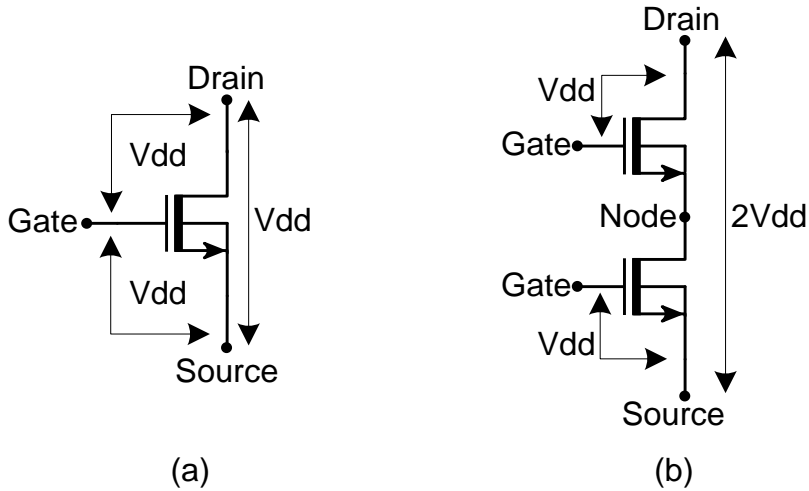 Drain
Vdd
Gate
Vdd
Vdd
Source
(a)
Drain
Vdd
Gate
Node
2Vdd
Gate
Vdd
Source
(b)